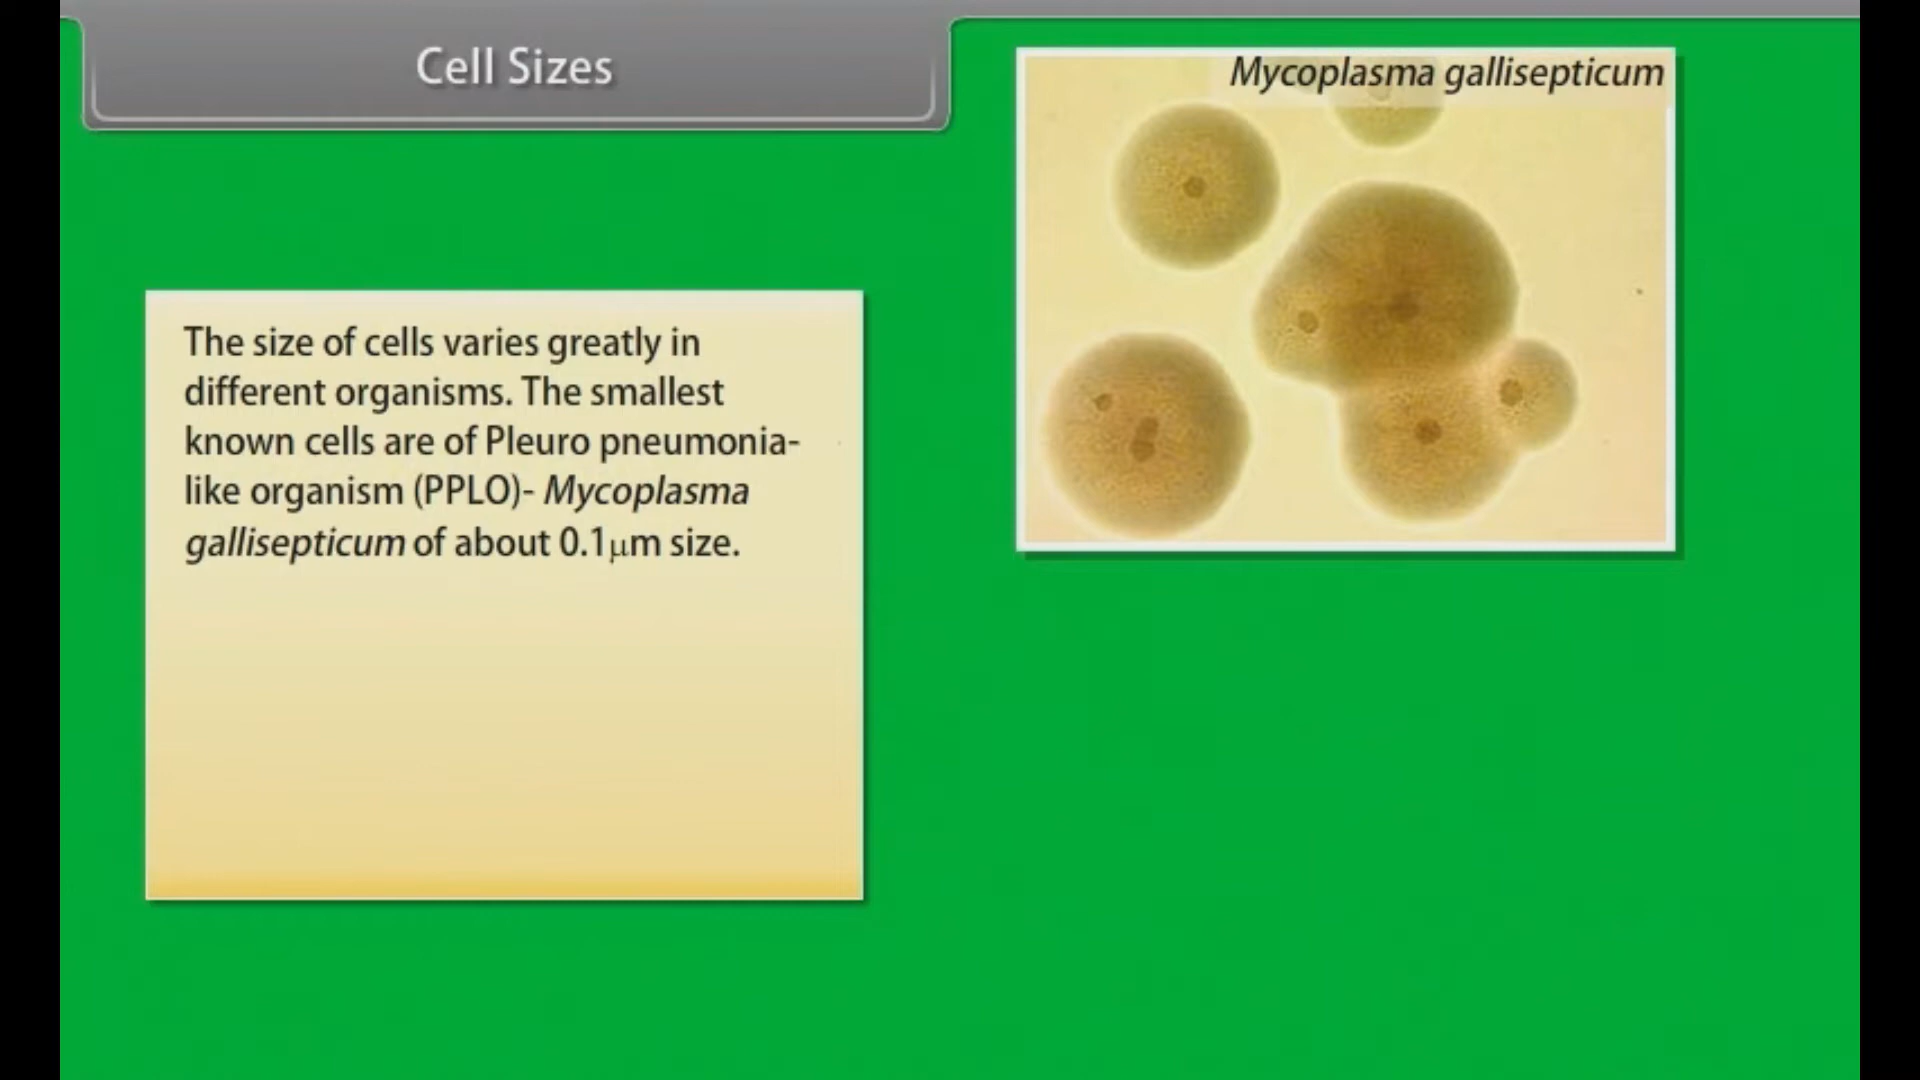 Cell Sizes
Mycoplasma gallisepticum
The size of cells varies greatly in
different organisms. The smallest
known cells are of Pleuro pneumonia-
like organism (PPLO)- Mycoplasma
gallisepticum of about 0.1μm size.